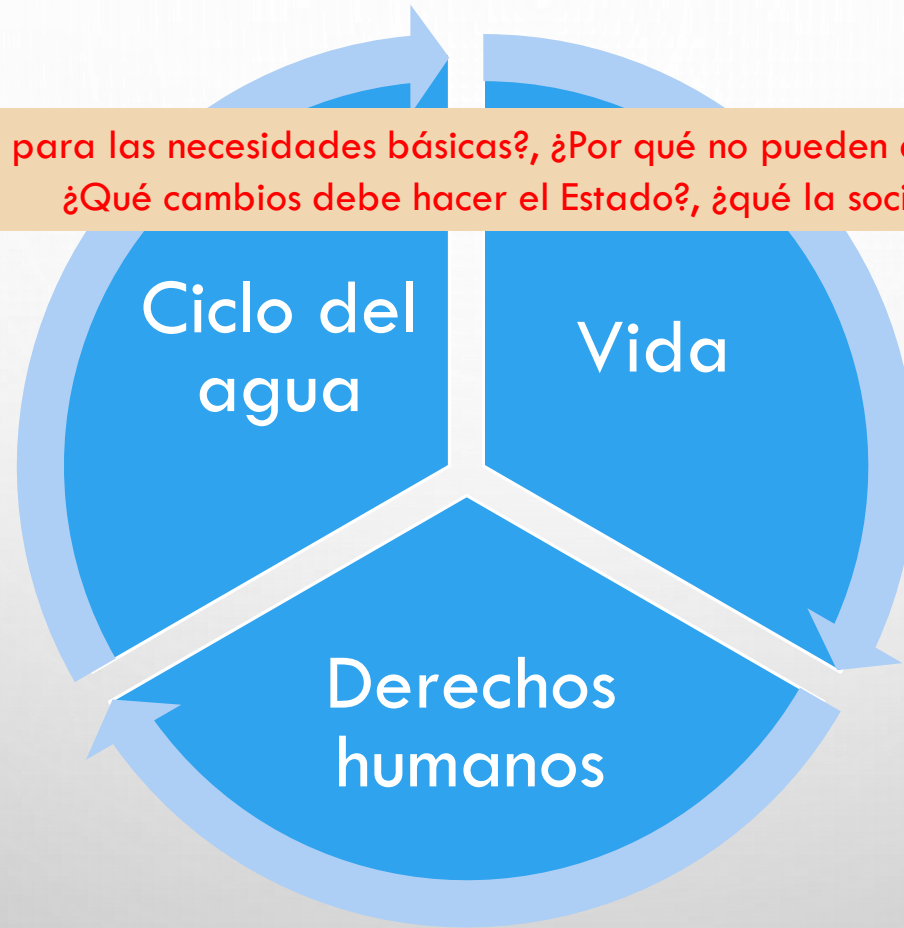 para las necesidades básicas?, ¿Por qué no pueden
¿Qué cambios debe hacer el Estado?, ¿qué la soci
Ciclo del
agua
Vida
Derechos
humanos